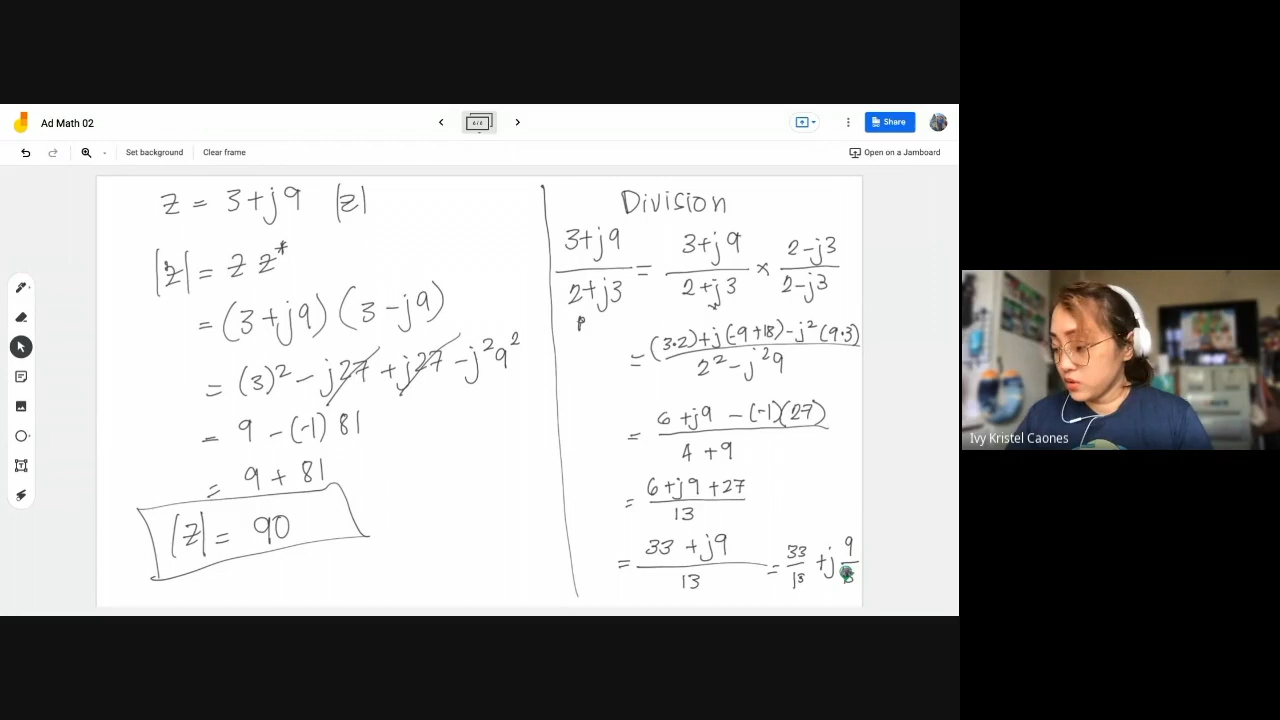 Ad Math 02
6 / 6
Share
Set background
Clear frame
Open on a Jamboard
z = 3+j9 |z|
|z| = z z*
= (3+j9) (3-j9)
= (3)² - j27 + j27 - j²9²
= 9 - (-1) 81
= 9 + 81
|z| = 90
Division
3+j9 / 2+j3 = 3+j9 / 2+j3 × 2-j3 / 2-j3
= (3·2)+j(-9+18)-j²(9·3) / 2²-j²9
= 6+j9 -(-1)(27) / 4+9
= 6+j9+27 / 13
= 33+j9 / 13 = 33/13 + j 9/13
Ivy Kristel Caones